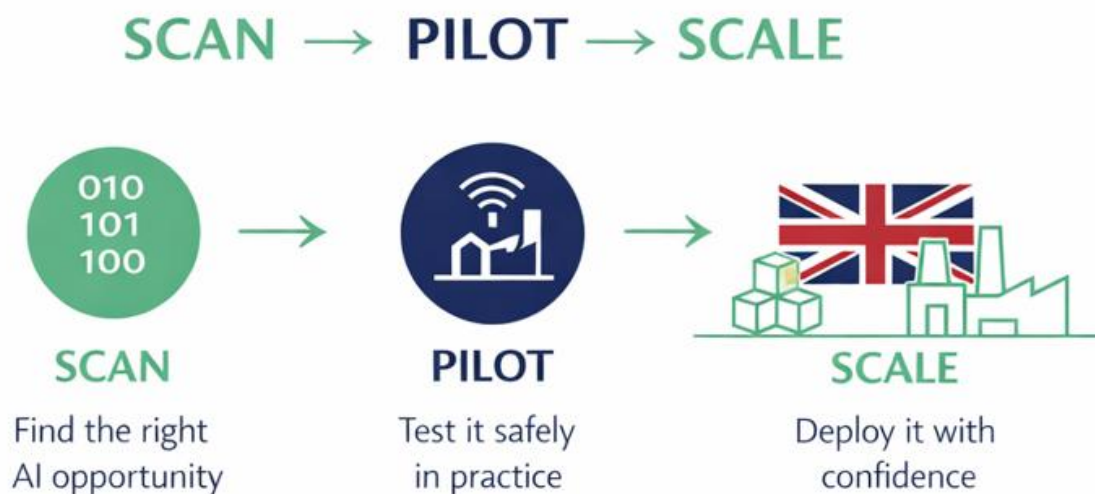 SCAN → PILOT → SCALE
010
101
100
SCAN
PILOT
SCALE
Find the right
AI opportunity
Test it safely
in practice
Deploy it with
confidence